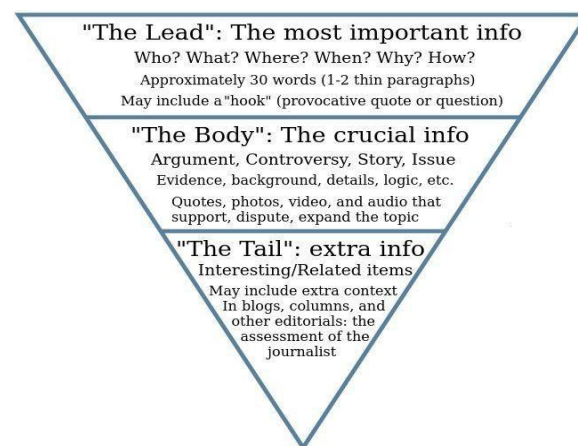 "The Lead": The most important info
Who? What? Where? When? Why? How?
Approximately 30 words (1-2 thin paragraphs)
May include a "hook" (provocative quote or question)
"The Body": The crucial info
Argument, Controversy, Story, Issue
Evidence, background, details, logic, etc.
Quotes, photos, video, and audio that
support, dispute, expand the topic
"The Tail": extra info
Interesting/Related items
May include extra context
In blogs, columns, and
other editorials: the
assessment of the
journalist